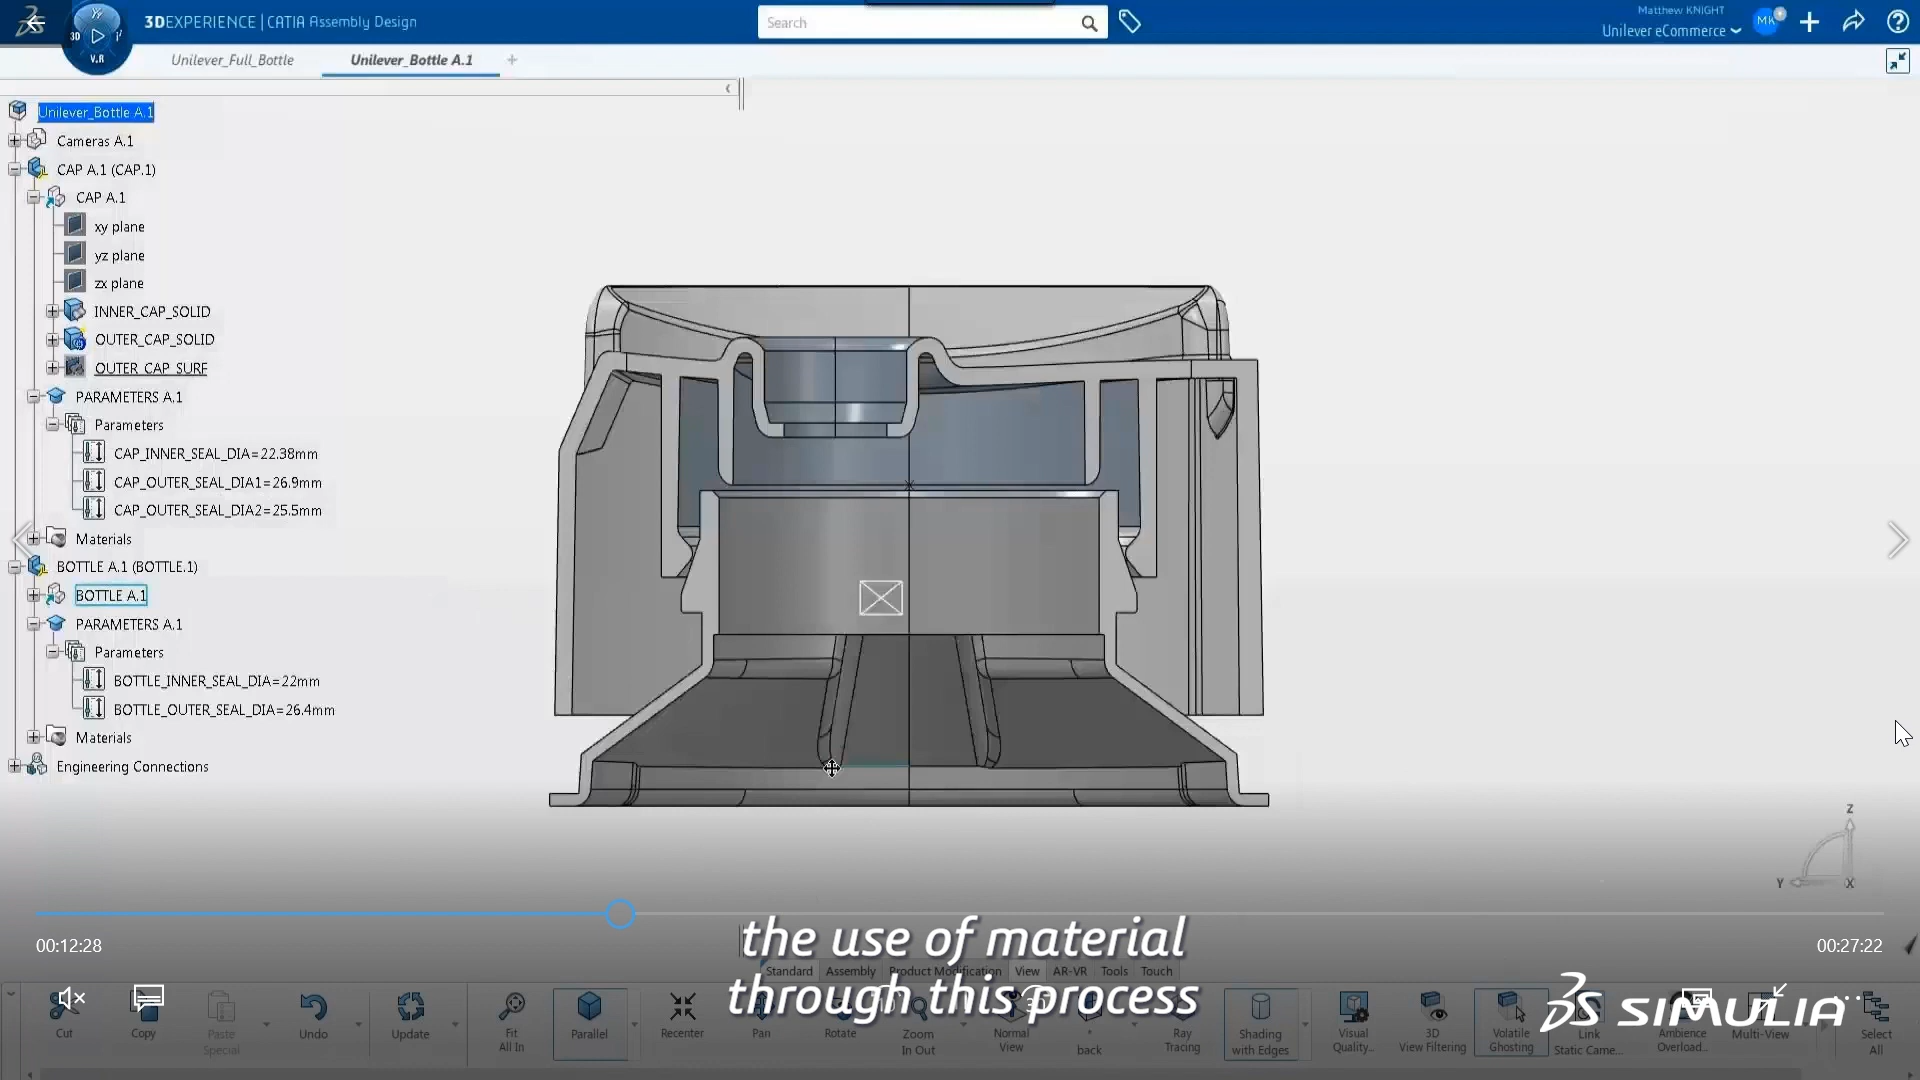 3DEXPERIENCE | CATIA Assembly Design
Search
Matthew KNIGHT
Unilever eCommerce
MK
3D
V.R
Unilever_Full_Bottle
Unilever_Bottle A.1
Unilever_Bottle A.1
Cameras A.1
CAP A.1 (CAP.1)
CAP A.1
xy plane
yz plane
zx plane
INNER_CAP_SOLID
OUTER_CAP_SOLID
OUTER_CAP_SURF
PARAMETERS A.1
Parameters
CAP_INNER_SEAL_DIA=22.38mm
CAP_OUTER_SEAL_DIA1=26.9mm
CAP_OUTER_SEAL_DIA2=25.5mm
Materials
BOTTLE A.1 (BOTTLE.1)
BOTTLE A.1
PARAMETERS A.1
Parameters
BOTTLE_INNER_SEAL_DIA=22mm
BOTTLE_OUTER_SEAL_DIA=26.4mm
Materials
Engineering Connections
Z
Y
X
the use of material
through this process
00:12:28
00:27:22
Standard
Assembly
Product Modification
View
AR-VR
Tools
Touch
Cut
Copy
Paste Special
Undo
Update
Fit All In
Parallel
Recenter
Pan
Rotate
Zoom In Out
Normal View
back
Ray Tracing
Shading with Edges
Visual Quality...
3D View Filtering
Volatile Ghosting
Link Static Came...
Ambience Overload...
Multi-View
Select All
SIMULIA